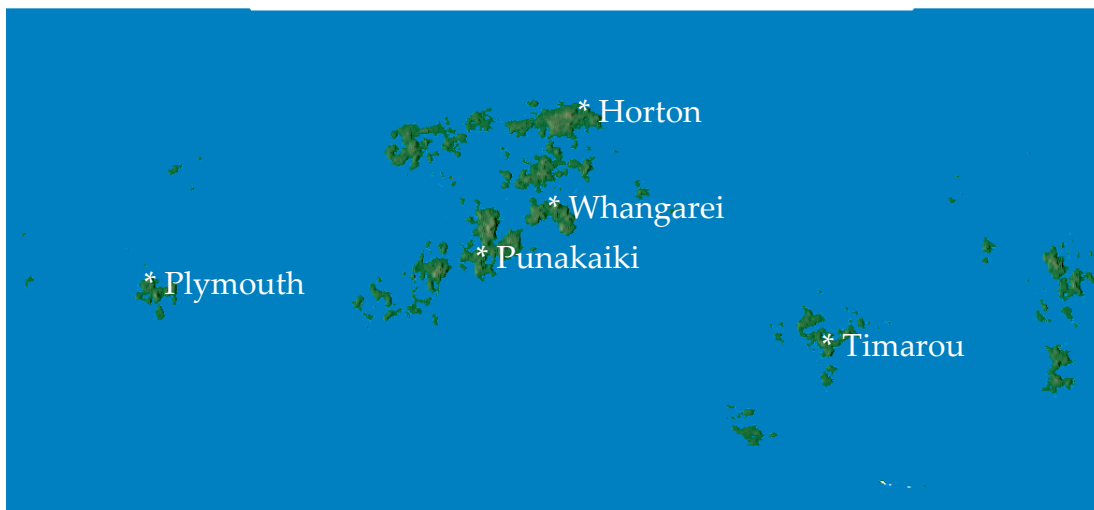 * Horton
* Whangarei
* Punakaiki
* Plymouth
* Timarou